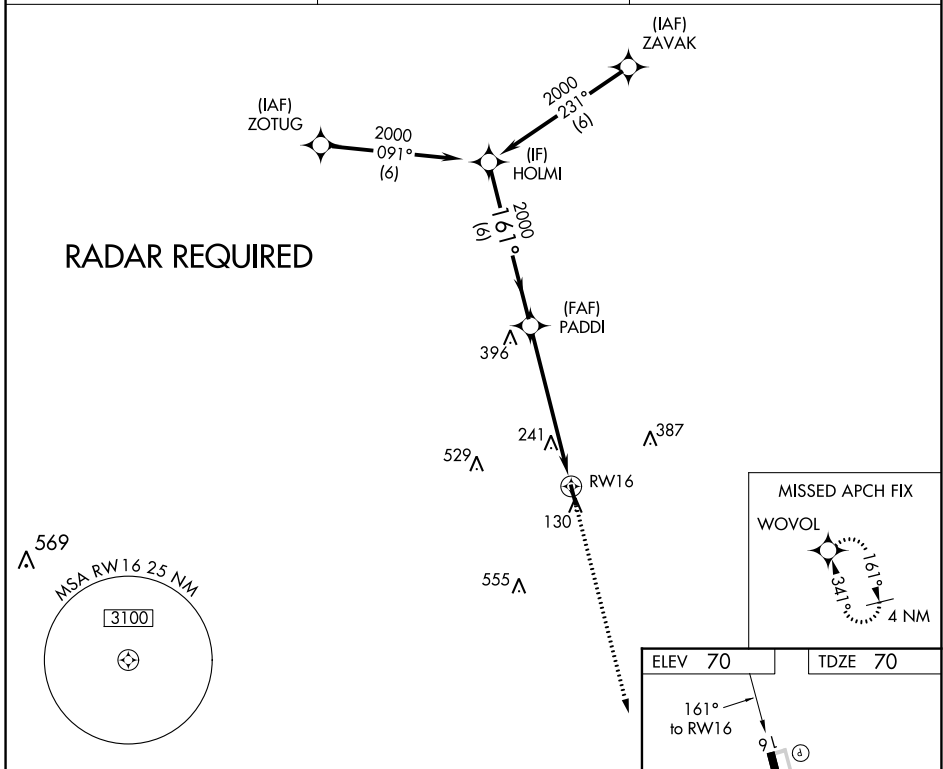 (IAF)
ZAVAK
2000
231°
(6)
(IAF)
ZOTUG
2000
091°
(6)
(IF)
HOLMI
2000
161°
(6)
RADAR REQUIRED
(FAF)
PADDI
396
241
387
529
RW16
130
MISSED APCH FIX
WOVOL
161°
341°
4 NM
569
555
MSA RW16 25 NM
3100
ELEV 70
TDZE 70
161°
to RW16
16
P